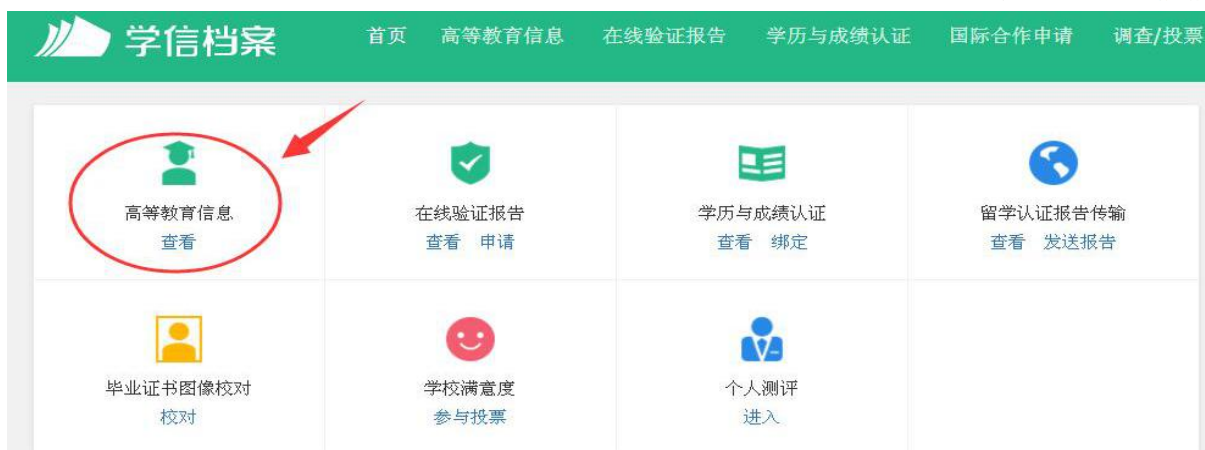 学信档案
首页 高等教育信息 在线验证报告 学历与成绩认证 国际合作申请 调查/投票
高等教育信息
查看
在线验证报告
查看 申请
学历与成绩认证
查看 绑定
留学认证报告传输
查看 发送报告
毕业证书图像校对
校对
学校满意度
参与投票
个人测评
进入